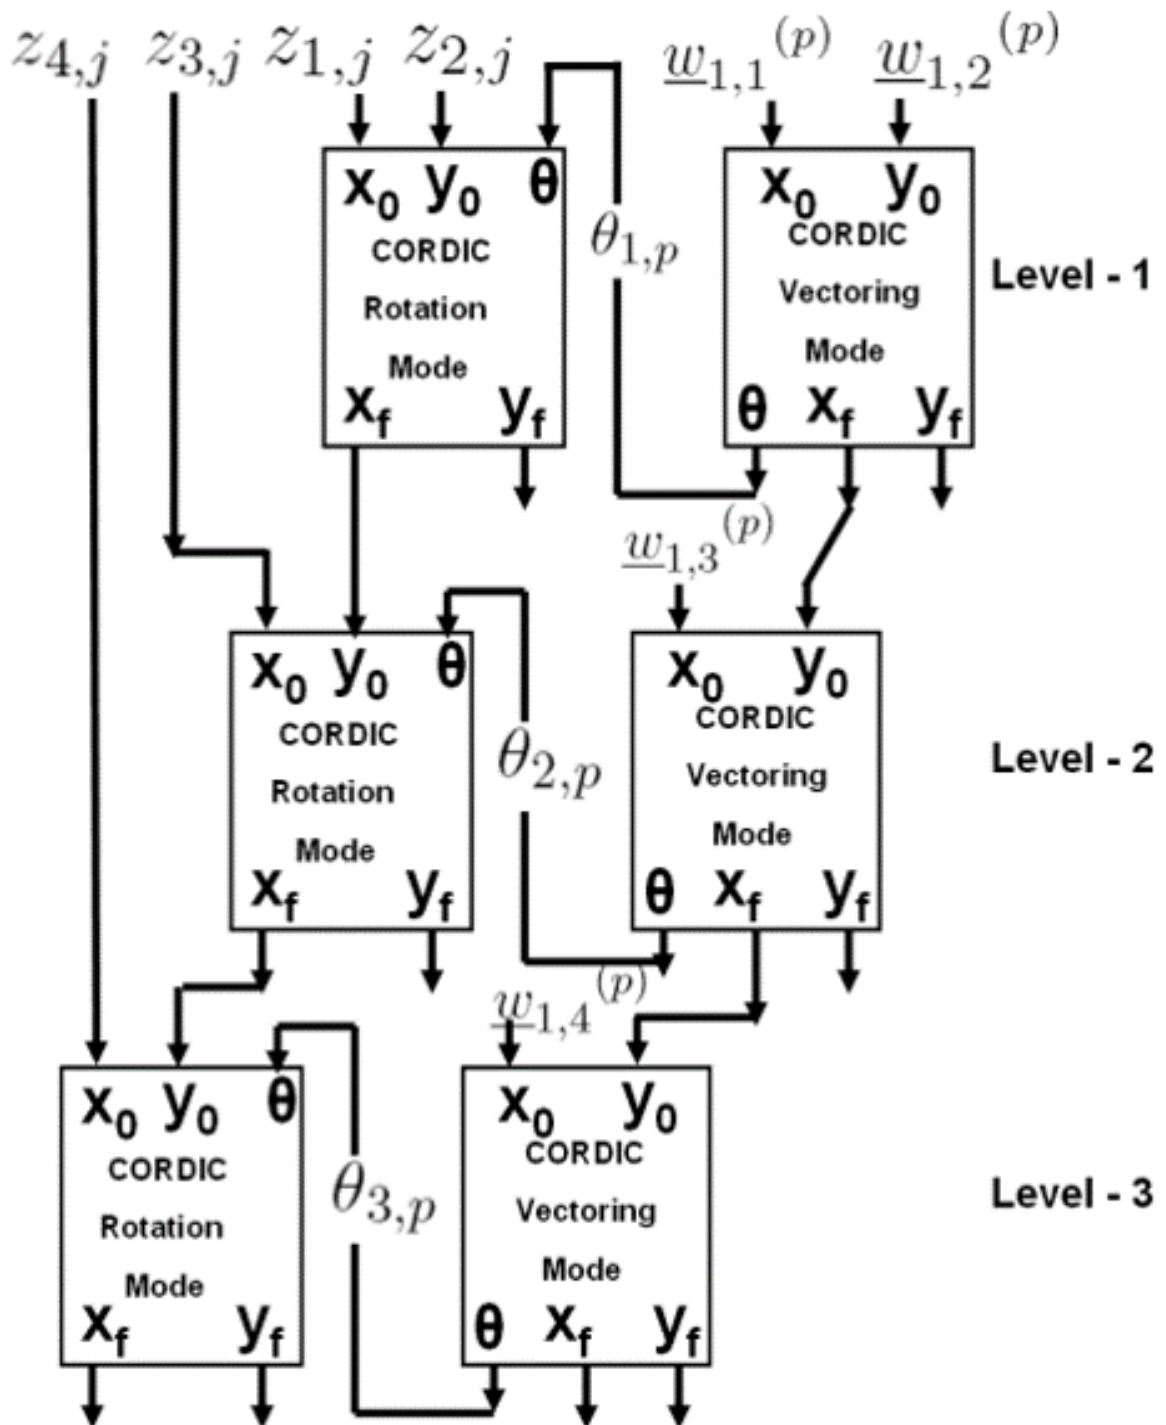 z4,j z3,j z1,j z2,j w1,1(p) w1,2(p)
x0 y0 θ x0 y0
CORDIC CORDIC
Rotation Vectoring
Mode Mode
xf yf θ xf yf
θ1,p
Level - 1
w1,3(p)
x0 y0 θ x0 y0
CORDIC CORDIC
Rotation Vectoring
Mode Mode
xf yf θ xf yf
θ2,p
Level - 2
w1,4(p)
x0 y0 θ x0 y0
CORDIC CORDIC
Rotation Vectoring
Mode Mode
xf yf θ xf yf
θ3,p
Level - 3